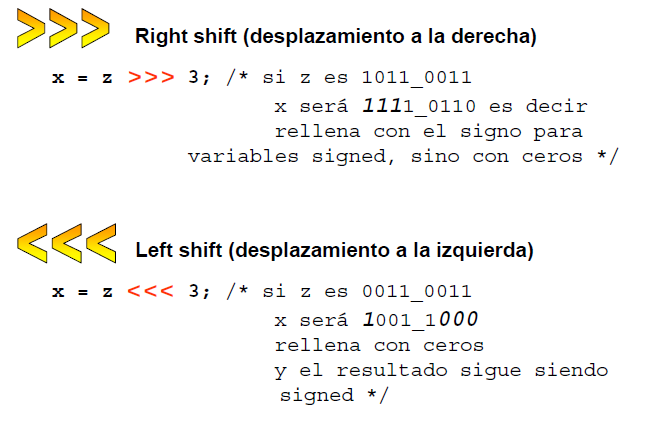 >>> Right shift (desplazamiento a la derecha)
x = z >>> 3; /* si z es 1011_0011
x será 1111_0110 es decir
rellena con el signo para
variables signed, sino con ceros */
<<< Left shift (desplazamiento a la izquierda)
x = z <<< 3; /* si z es 0011_0011
x será 1001_1000
rellena con ceros
y el resultado sigue siendo
signed */